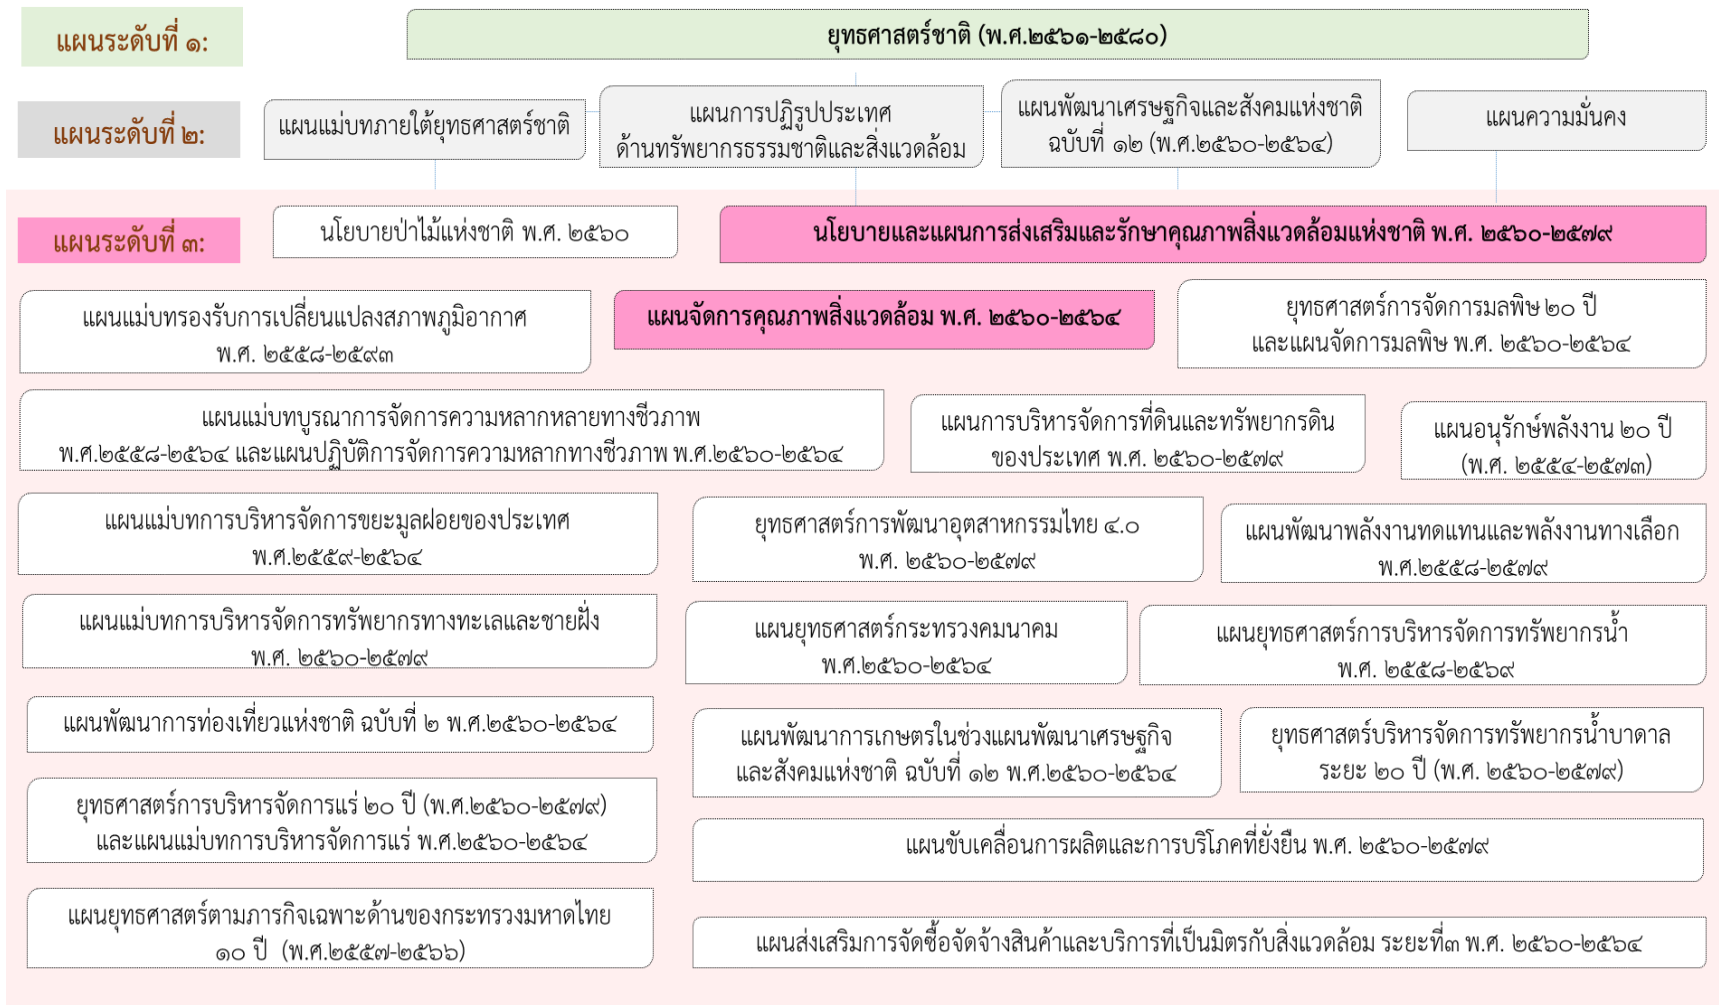 แผนระดับที่ ๑:
ยุทธศาสตร์ชาติ (พ.ศ.๒๕๖๑-๒๕๘๐)
แผนระดับที่ ๒:
แผนแม่บทภายใต้ยุทธศาสตร์ชาติ
แผนการปฏิรูปประเทศ
ด้านทรัพยากรธรรมชาติและสิ่งแวดล้อม
แผนพัฒนาเศรษฐกิจและสังคมแห่งชาติ
ฉบับที่ ๑๒ (พ.ศ.๒๕๖๐-๒๕๖๔)
แผนความมั่นคง
แผนระดับที่ ๓:
นโยบายป่าไม้แห่งชาติ พ.ศ. ๒๕๖๐
นโยบายและแผนการส่งเสริมและรักษาคุณภาพสิ่งแวดล้อมแห่งชาติ พ.ศ. ๒๕๖๐-๒๕๗๙
แผนแม่บทรองรับการเปลี่ยนแปลงสภาพภูมิอากาศ
พ.ศ. ๒๕๕๘-๒๕๙๓
แผนจัดการคุณภาพสิ่งแวดล้อม พ.ศ. ๒๕๖๐-๒๕๖๔
ยุทธศาสตร์การจัดการมลพิษ ๒๐ ปี
และแผนจัดการมลพิษ พ.ศ. ๒๕๖๐-๒๕๖๔
แผนแม่บทบูรณาการจัดการความหลากหลายทางชีวภาพ
พ.ศ.๒๕๕๘-๒๕๖๔ และแผนปฏิบัติการจัดการความหลากทางชีวภาพ พ.ศ.๒๕๖๐-๒๕๖๔
แผนการบริหารจัดการที่ดินและทรัพยากรดิน
ของประเทศ พ.ศ. ๒๕๖๐-๒๕๗๙
แผนอนุรักษ์พลังงาน ๒๐ ปี
(พ.ศ. ๒๕๕๔-๒๕๗๓)
แผนแม่บทการบริหารจัดการขยะมูลฝอยของประเทศ
พ.ศ.๒๕๕๙-๒๕๖๔
ยุทธศาสตร์การพัฒนาอุตสาหกรรมไทย ๔.๐
พ.ศ. ๒๕๖๐-๒๕๗๙
แผนพัฒนาพลังงานทดแทนและพลังงานทางเลือก
พ.ศ.๒๕๕๘-๒๕๗๙
แผนแม่บทการบริหารจัดการทรัพยากรทางทะเลและชายฝั่ง
พ.ศ. ๒๕๖๐-๒๕๗๙
แผนยุทธศาสตร์กระทรวงคมนาคม
พ.ศ.๒๕๖๐-๒๕๖๔
แผนยุทธศาสตร์การบริหารจัดการทรัพยากรน้ำ
พ.ศ. ๒๕๕๘-๒๕๖๙
แผนพัฒนาการท่องเที่ยวแห่งชาติ ฉบับที่ ๒ พ.ศ.๒๕๖๐-๒๕๖๔
แผนพัฒนาการเกษตรในช่วงแผนพัฒนาเศรษฐกิจ
และสังคมแห่งชาติ ฉบับที่ ๑๒ พ.ศ.๒๕๖๐-๒๕๖๔
ยุทธศาสตร์บริหารจัดการทรัพยากรน้ำบาดาล
ระยะ ๒๐ ปี (พ.ศ. ๒๕๖๐-๒๕๗๙)
ยุทธศาสตร์การบริหารจัดการแร่ ๒๐ ปี (พ.ศ.๒๕๖๐-๒๕๗๙)
และแผนแม่บทการบริหารจัดการแร่ พ.ศ.๒๕๖๐-๒๕๖๔
แผนขับเคลื่อนการผลิตและการบริโภคที่ยั่งยืน พ.ศ. ๒๕๖๐-๒๕๗๙
แผนยุทธศาสตร์ตามภารกิจเฉพาะด้านของกระทรวงมหาดไทย
๑๐ ปี (พ.ศ.๒๕๕๗-๒๕๖๖)
แผนส่งเสริมการจัดซื้อจัดจ้างสินค้าและบริการที่เป็นมิตรกับสิ่งแวดล้อม ระยะที่๓ พ.ศ. ๒๕๖๐-๒๕๖๔